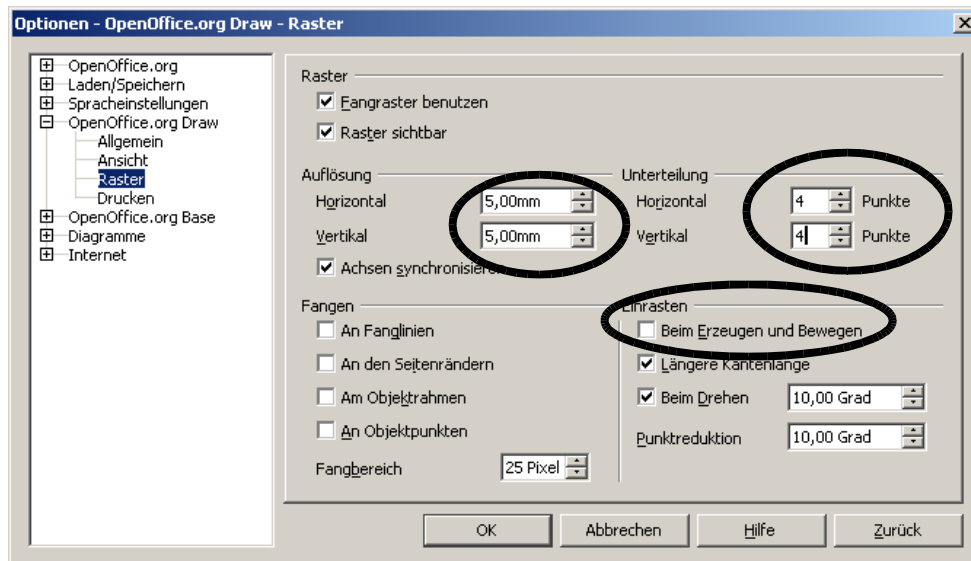 Optionen - OpenOffice.org Draw - Raster
OpenOffice.org
Laden/Speichern
Spracheinstellungen
OpenOffice.org Draw
Allgemein
Ansicht
Raster
Drucken
OpenOffice.org Base
Diagramme
Internet
Raster
Fangraster benutzen
Raster sichtbar
Auflösung
Horizontal 5,00mm
Vertikal 5,00mm
Achsen synchronisieren
Unterteilung
Horizontal 4 Punkte
Vertikal 4 Punkte
Fangen
An Fanglinien
An den Seitenrändern
Am Objektrahmen
An Objektpunkten
Fangbereich 25 Pixel
Einrasten
Beim Erzeugen und Bewegen
Längere Kantenlänge
Beim Drehen 10,00 Grad
Punktreduktion 10,00 Grad
OK Abbrechen Hilfe Zurück